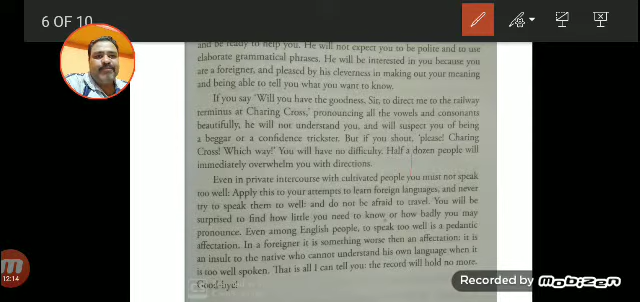 6 OF 10
and be ready to help you. He will not expect you to be polite and to use
elaborate grammatical phrases. He will be interested in you because you
are a foreigner, and pleased by his cleverness in making out your meaning
and being able to tell you what you want to know.
If you say 'Will you have the goodness, Sir, to direct me to the railway
terminus at Charing Cross,' pronouncing all the vowels and consonants
beautifully, he will not understand you, and will suspect you of being
a beggar or a confidence trickster. But if you shout, 'please! Charing
Cross! Which way!' You will have no difficulty. Half a dozen people will
immediately overwhelm you with directions.
Even in private intercourse with cultivated people you must not speak
too well: Apply this to your attempts to learn foreign languages, and never
try to speak them to well: and do not be afraid to travel. You will be
surprised to find how little you need to know or how badly you may
pronounce. Even among English people, to speak too well is a pedantic
affectation. In a foreigner it is something worse then an affectation: it is
an insult to the native who cannot understand his own language when it
is too well spoken. That is all I can tell you: the record will hold no more.
Good-bye!
12:14
Recorded by mobizen